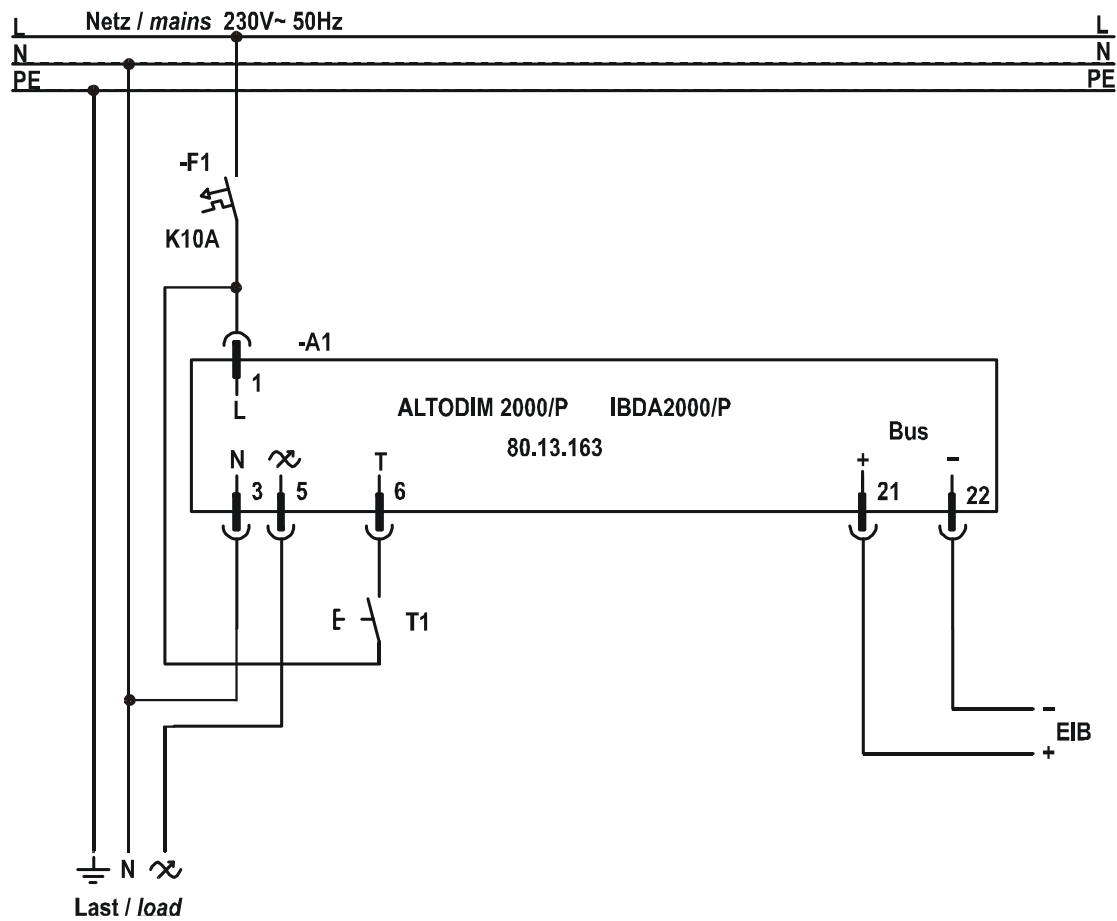 Netz / mains 230V~ 50Hz
L L
N N
PE PE
-F1
K10A
-A1
1
L
ALTODIM 2000/P IBDA2000/P
80.13.163
Bus
N T + -
3 5 6 21 22
T1
-
EIB
+
N
Last / load